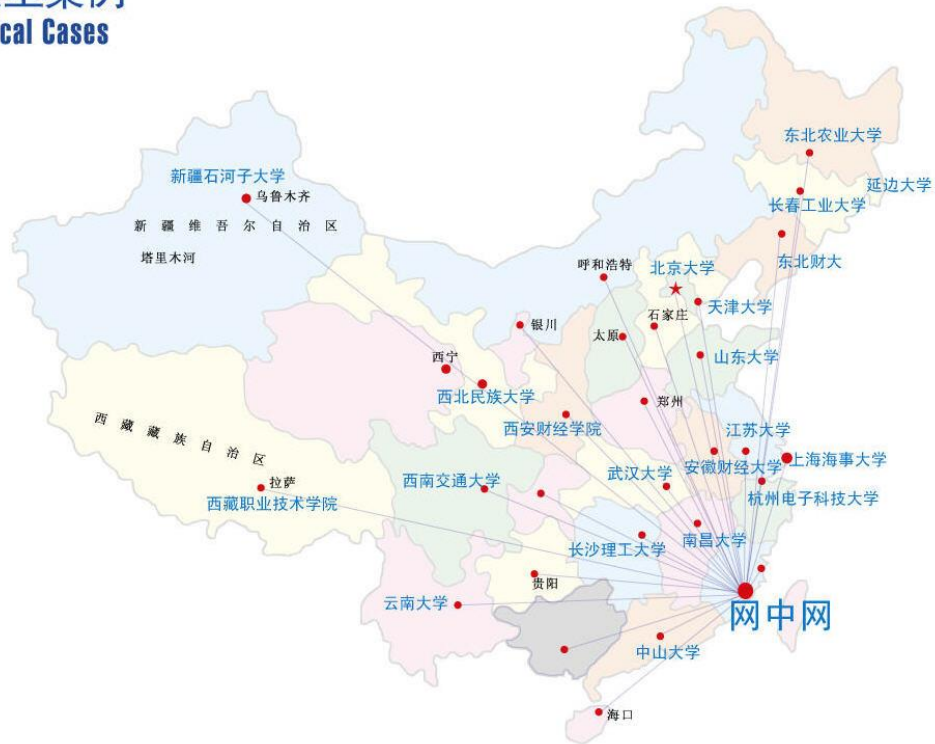 案例
cal Cases
东北农业大学
新疆石河子大学
延边大学
乌鲁木齐
长春工业大学
新疆维吾尔自治区
塔里木河
呼和浩特
北京大学
东北财大
天津大学
石家庄
银川
太原
山东大学
西宁
西北民族大学
郑州
西安财经学院
江苏大学
西藏藏族自治区
上海海事大学
安徽财经大学
武汉大学
西南交通大学
拉萨
杭州电子科技大学
西藏职业技术学院
南昌大学
长沙理工大学
贵阳
云南大学
网中网
中山大学
海口